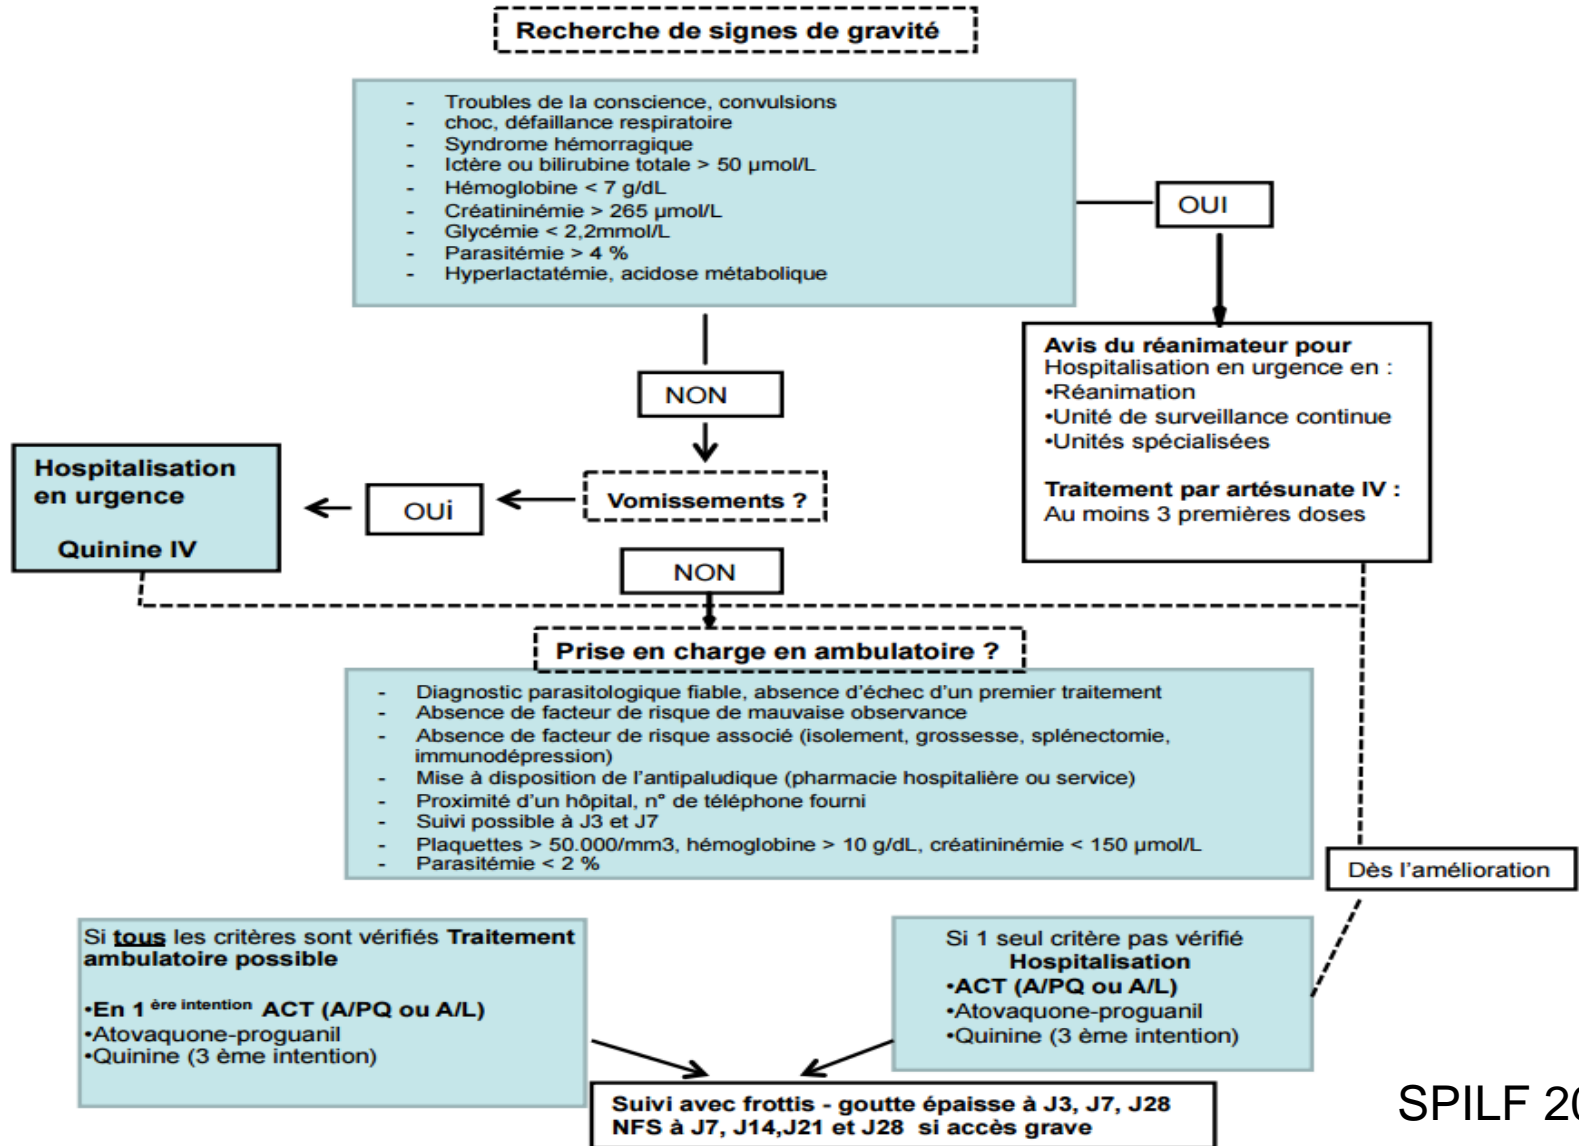 Recherche de signes de gravité
- Troubles de la conscience, convulsions
- choc, défaillance respiratoire
- Syndrome hémorragique
- Ictère ou bilirubine totale > 50 µmol/L
- Hémoglobine < 7 g/dL
- Créatininémie > 265 µmol/L
- Glycémie < 2,2mmol/L
- Parasitémie > 4 %
- Hyperlactatémie, acidose métabolique
OUI
Avis du réanimateur pour
Hospitalisation en urgence en :
•Réanimation
•Unité de surveillance continue
•Unités spécialisées
Traitement par artésunate IV :
Au moins 3 premières doses
NON
Vomissements ?
OUi
Hospitalisation
en urgence
Quinine IV
NON
Prise en charge en ambulatoire ?
- Diagnostic parasitologique fiable, absence d'échec d'un premier traitement
- Absence de facteur de risque de mauvaise observance
- Absence de facteur de risque associé (isolement, grossesse, splénectomie,
immunodépression)
- Mise à disposition de l'antipaludique (pharmacie hospitalière ou service)
- Proximité d'un hôpital, n° de téléphone fourni
- Suivi possible à J3 et J7
- Plaquettes > 50.000/mm3, hémoglobine > 10 g/dL, créatininémie < 150 µmol/L
- Parasitémie < 2 %
Dès l'amélioration
Si tous les critères sont vérifiés Traitement
ambulatoire possible
•En 1 ère intention ACT (A/PQ ou A/L)
•Atovaquone-proguanil
•Quinine (3 ème intention)
Si 1 seul critère pas vérifié
Hospitalisation
•ACT (A/PQ ou A/L)
•Atovaquone-proguanil
•Quinine (3 ème intention)
Suivi avec frottis - goutte épaisse à J3, J7, J28
NFS à J7, J14,J21 et J28 si accès grave
SPILF